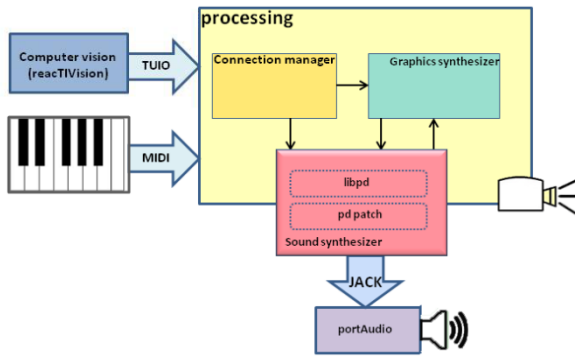 processing
Computer vision
(reacTIVision)
TUIO
Connection manager
Graphics synthesizer
MIDI
libpd
pd patch
Sound synthesizer
JACK
portAudio